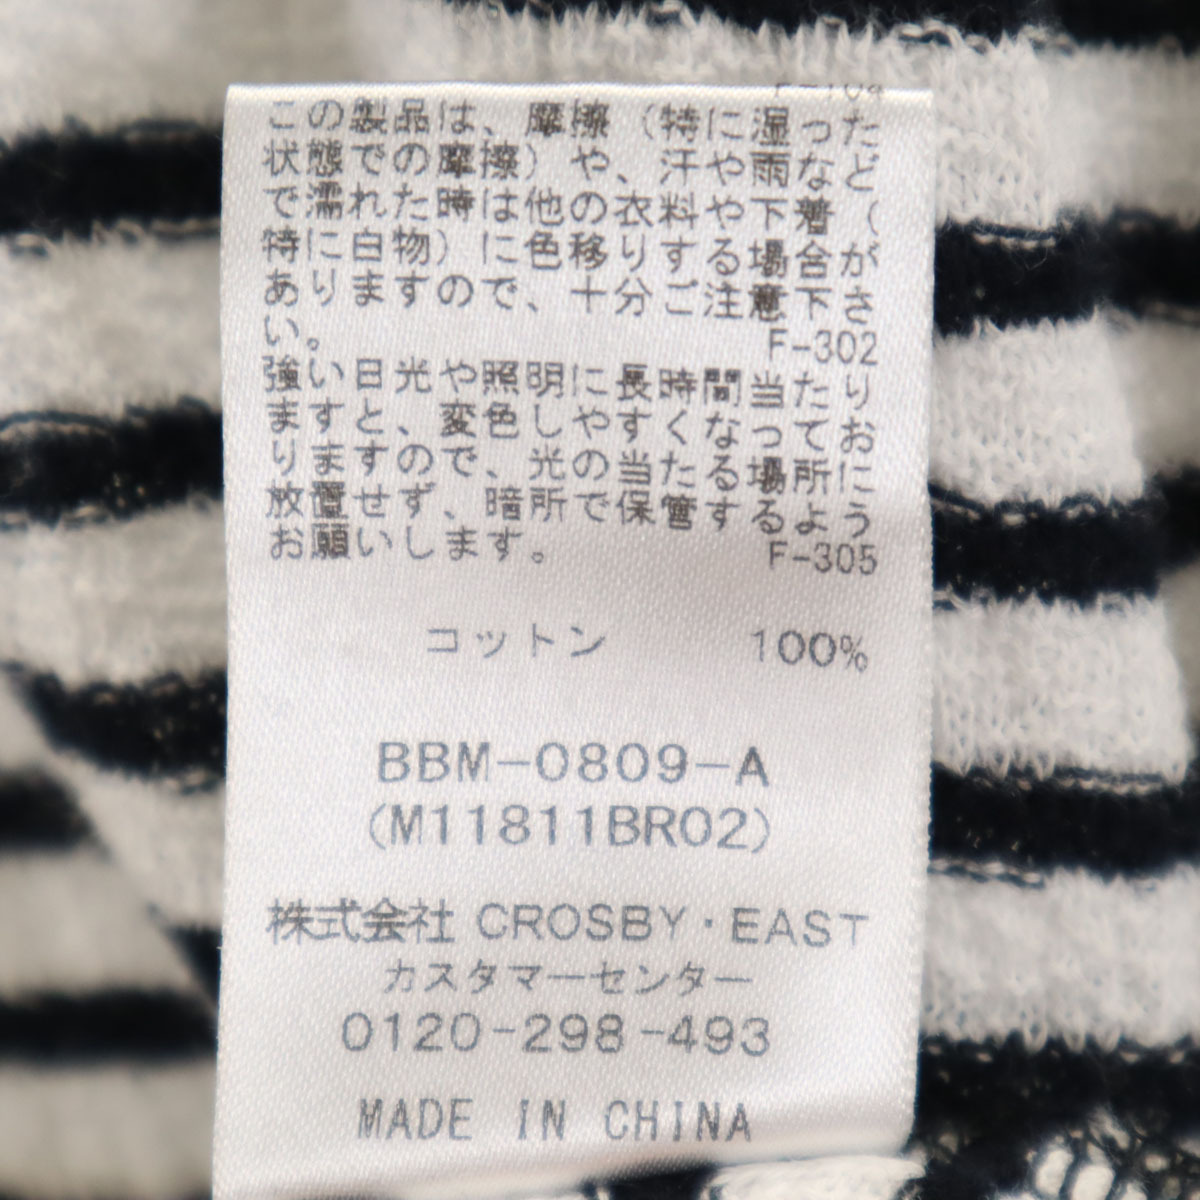 この製品は、摩擦（特に湿った
状態での摩擦）や、汗や雨など
で濡れた時は他の衣料や下着（
特に白物）に色移りする場合が
ありますので、十分ご注意下さ
い。 F-302
強い日光や照明に長時間当たり
ますと、変色しやすくなってお
りますので、光の当たる場所に
放置せず、暗所で保管するよう
お願いします。 F-305
コットン 100%
BBM-0809-A
(M11811BR02)
株式会社 CROSBY・EAST
カスタマーセンター
0120-298-493
MADE IN CHINA